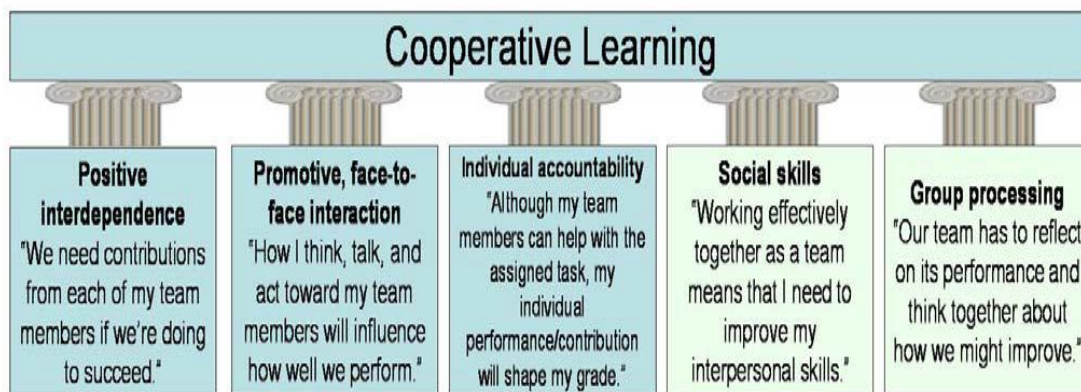 Cooperative Learning
Positive
interdependence
"We need contributions
from each of my team
members if we're doing
to succeed."
Promotive, face-to-
face interaction
"How I think, talk, and
act toward my team
members will influence
how well we perform."
Individual accountability
"Although my team
members can help with the
assigned task, my
individual
performance/contribution
will shape my grade."
Social skills
"Working effectively
together as a team
means that I need to
improve my
interpersonal skills."
Group processing
"Our team has to reflect
on its performance and
think together about
how we might improve."